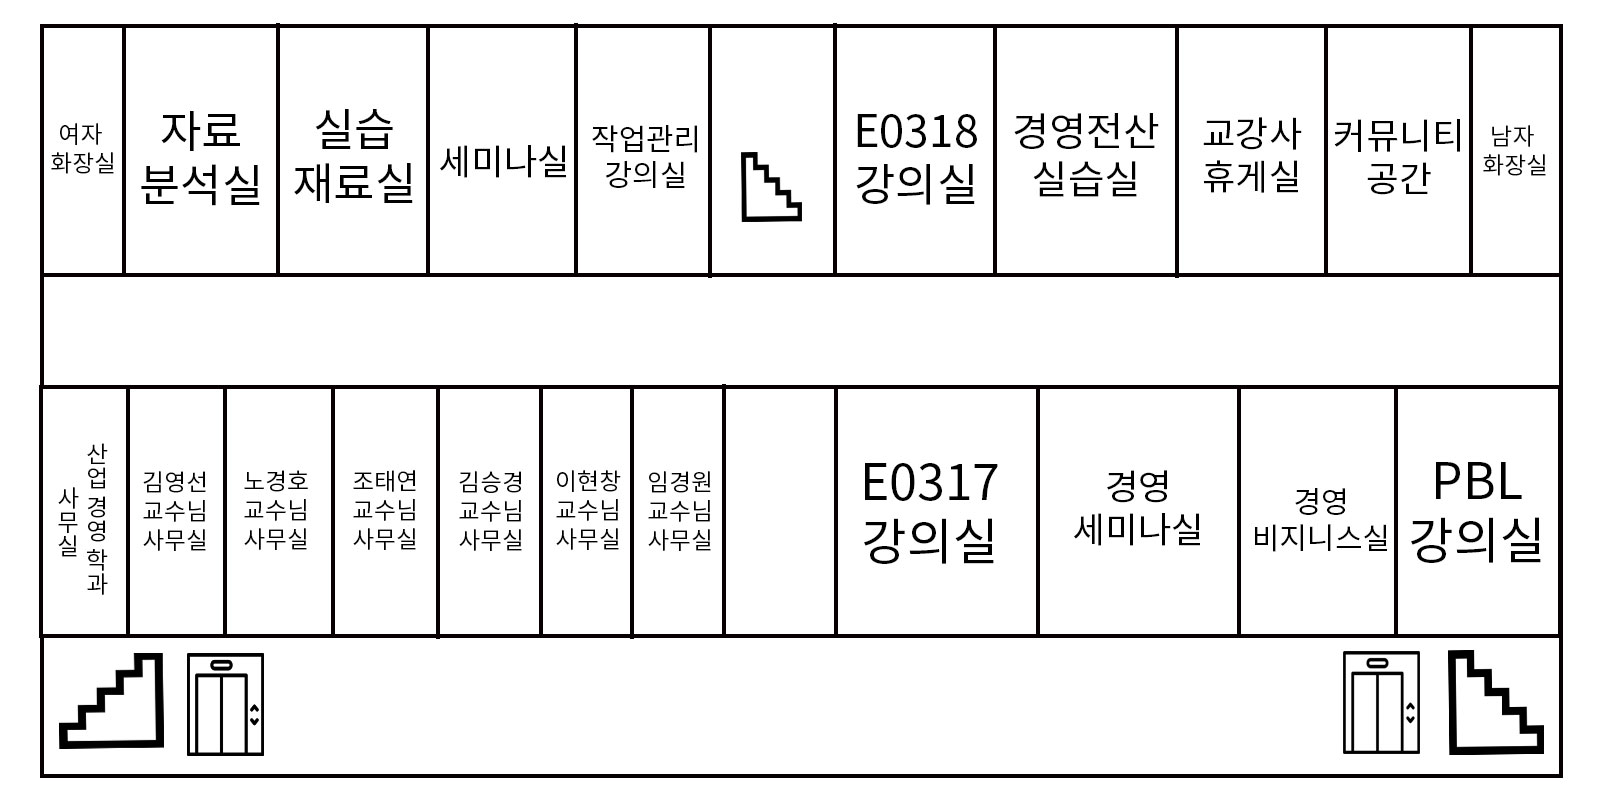 여자
화장실
자료
분석실
실습
재료실
세미나실
작업관리
강의실
E0318
강의실
경영전산
실습실
교강사
휴게실
커뮤니티
공간
남자
화장실
산업경영학과
사무실
김영선
교수님
사무실
노경호
교수님
사무실
조태연
교수님
사무실
김승경
교수님
사무실
이현창
교수님
사무실
임경원
교수님
사무실
E0317
강의실
경영
세미나실
경영
비지니스실
PBL
강의실